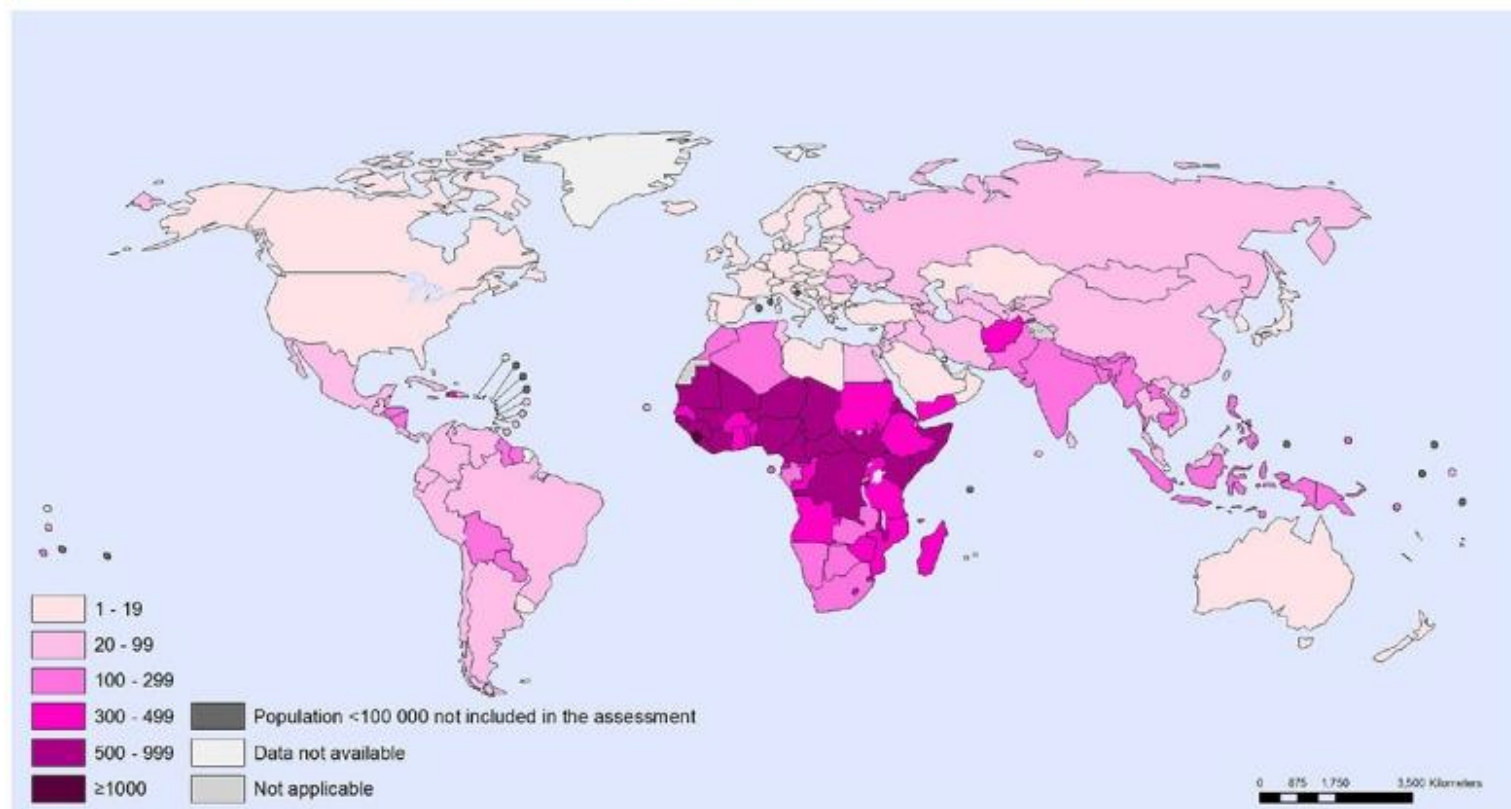 1 - 19
20 - 99
100 - 299
300 - 499
500 - 999
≥1000
Population <100 000 not included in the assessment
Data not available
Not applicable
0 875 1,750 3,500 Kilometers